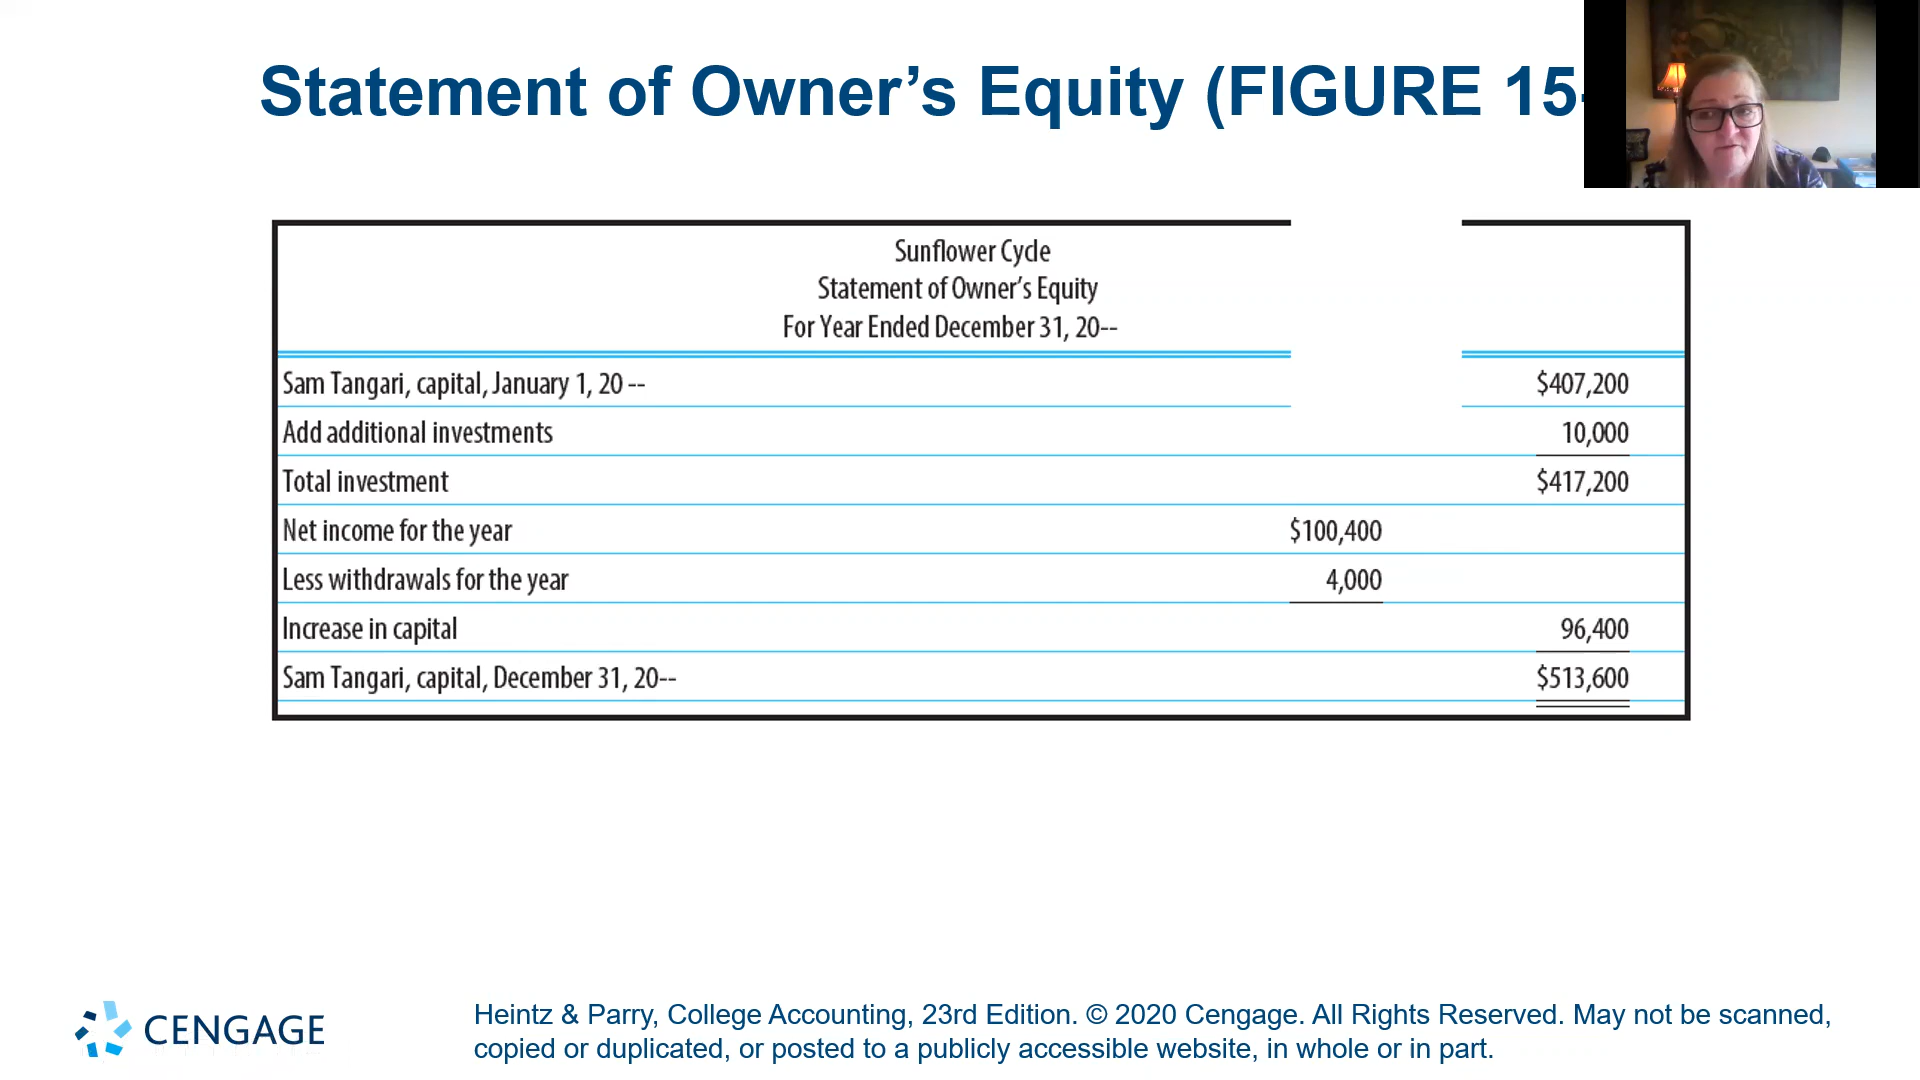 Statement of Owner’s Equity (FIGURE 15-
Sunflower Cycle
Statement of Owner’s Equity
For Year Ended December 31, 20--
Sam Tangari, capital, January 1, 20 -- $407,200
Add additional investments 10,000
Total investment $417,200
Net income for the year $100,400
Less withdrawals for the year 4,000
Increase in capital 96,400
Sam Tangari, capital, December 31, 20-- $513,600
CENGAGE
Heintz & Parry, College Accounting, 23rd Edition. © 2020 Cengage. All Rights Reserved. May not be scanned,
copied or duplicated, or posted to a publicly accessible website, in whole or in part.